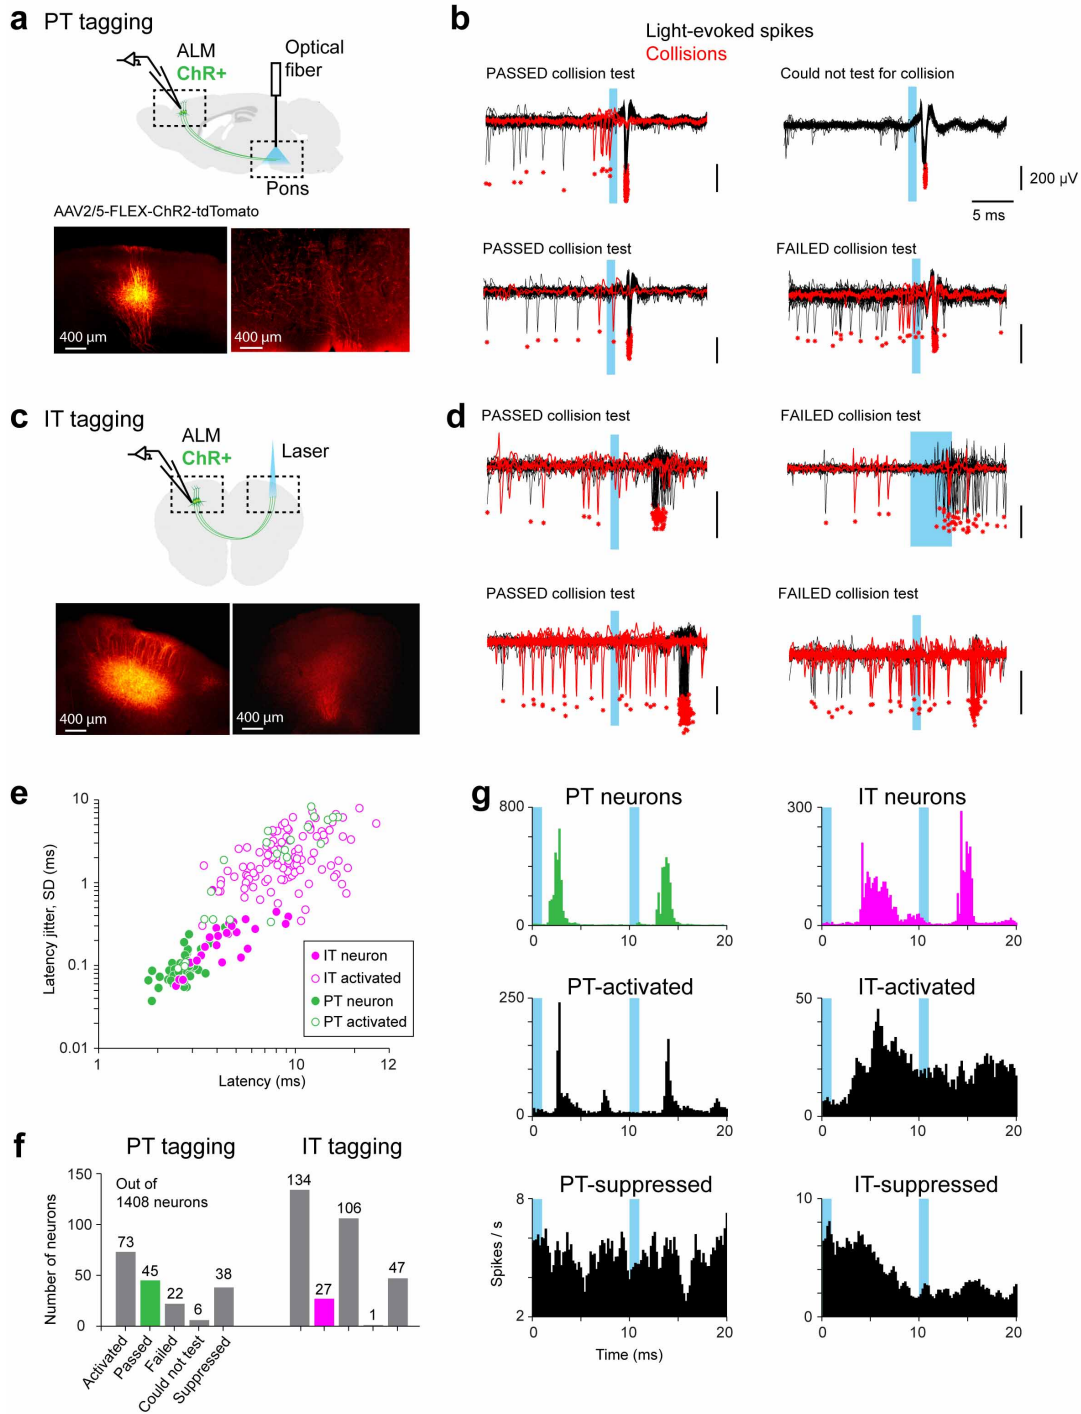 a PT tagging
ALM
ChR+
Optical
fiber
Pons
AAV2/5-FLEX-ChR2-tdTomato
400 µm
400 µm
b
Light-evoked spikes
Collisions
PASSED collision test
Could not test for collision
200 µV
5 ms
PASSED collision test
FAILED collision test
c IT tagging
ALM
ChR+
Laser
400 µm
400 µm
d
PASSED collision test
FAILED collision test
PASSED collision test
FAILED collision test
e
10
1
0.1
0.01
Latency jitter, SD (ms)
1
10
12
Latency (ms)
IT neuron
IT activated
PT neuron
PT activated
f
PT tagging
IT tagging
150
100
50
0
Number of neurons
Out of
1408 neurons
73
45
22
6
38
134
27
106
1
47
Activated
Passed
Failed
Could not test
Suppressed
g
PT neurons
800
0
0
10
20
IT neurons
300
0
0
10
20
PT-activated
250
0
0
10
20
IT-activated
50
0
0
10
20
PT-suppressed
8
2
Spikes / s
0
10
20
Time (ms)
IT-suppressed
10
0
0
10
20